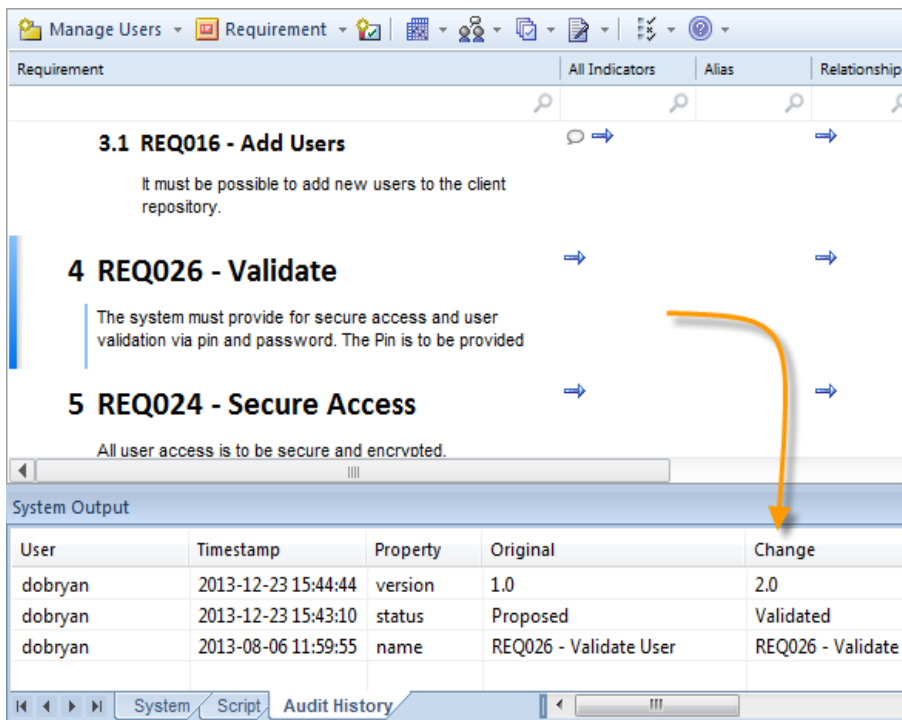 Manage Users Requirement
Requirement All Indicators Alias Relationship
3.1 REQ016 - Add Users
It must be possible to add new users to the client
repository.
4 REQ026 - Validate
The system must provide for secure access and user
validation via pin and password. The Pin is to be provided
5 REQ024 - Secure Access
All user access is to be secure and encrypted.
System Output
User Timestamp Property Original Change
dobryan 2013-12-23 15:44:44 version 1.0 2.0
dobryan 2013-12-23 15:43:10 status Proposed Validated
dobryan 2013-08-06 11:59:55 name REQ026 - Validate User REQ026 - Validate
System Script Audit History